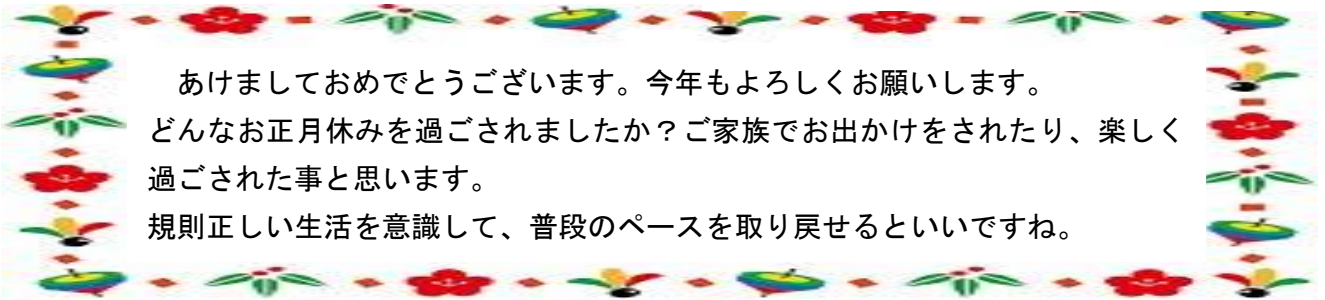 あけましておめでとうございます。今年もよろしくお願いします。
どんなお正月休みを過ごされましたか？ご家族でお出かけをされたり、楽しく
過ごされた事と思います。
規則正しい生活を意識して、普段のペースを取り戻せるといいですね。